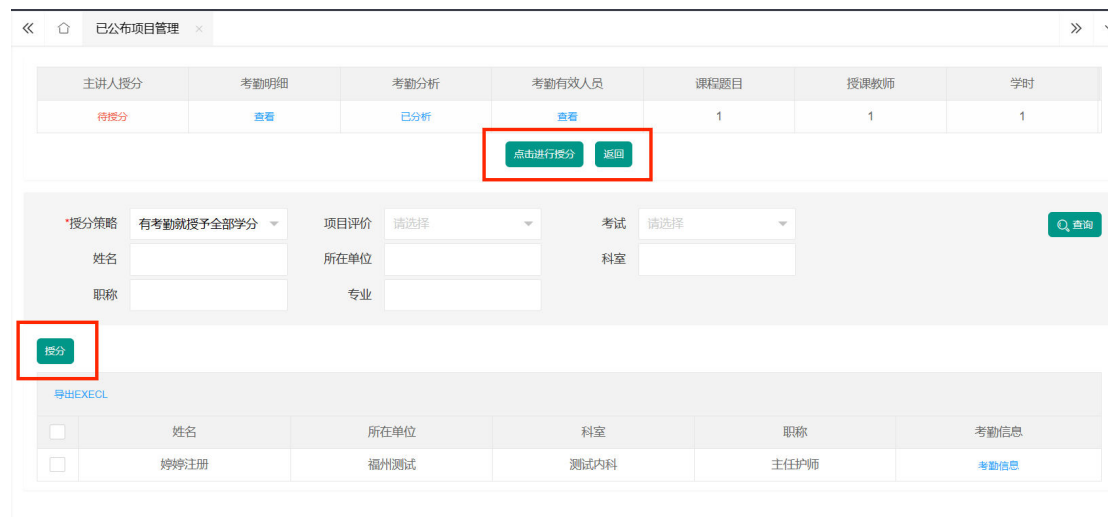 已公布项目管理
主讲人授分 考勤明细 考勤分析 考勤有效人员 课程题目 授课教师 学时
待授分 查看 已分析 查看 1 1 1
点击进行授分 返回
*授分策略 有考勤就授予全部学分 项目评价 请选择 考试 请选择 查询
姓名 所在单位 科室
职称 专业
授分
导出EXECL
姓名 所在单位 科室 职称 考勤信息
婷婷注册 福州测试 测试内科 主任护师 考勤信息